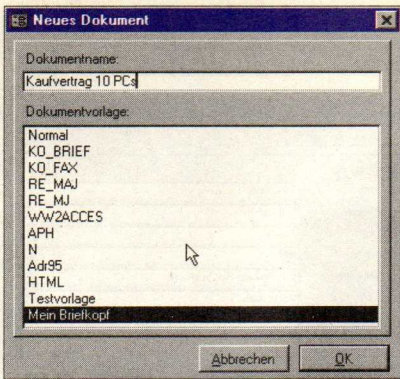 Neues Dokument
Dokumentname:
Kaufvertrag 10 PCs
Dokumentvorlage:
Normal
KO_BRIEF
KO_FAX
RE_MAJ
RE_MJ
WW2ACCES
APH
N
Adr95
HTML
Testvorlage
Mein Briefkopf
Abbrechen
OK